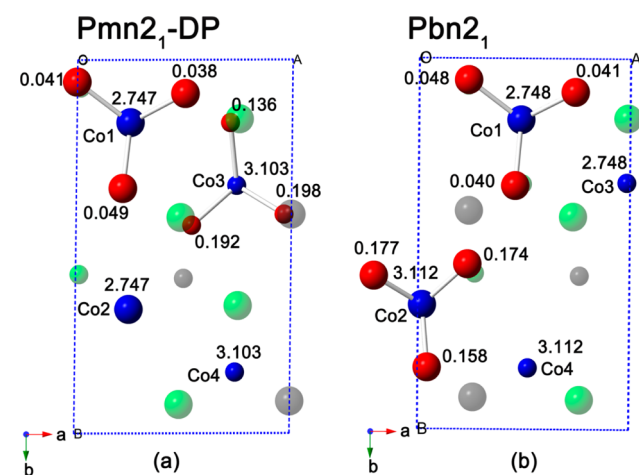 Pmn2₁-DP
O
A
0.041
0.038
2.747
Co1
0.136
3.103
Co3
0.198
0.049
0.192
2.747
Co2
3.103
Co4
B
a
b
(a)
Pbn2₁
O
A
0.048
0.041
2.748
Co1
2.748
Co3
0.040
0.177
0.174
3.112
Co2
3.112
0.158
Co4
B
a
b
(b)